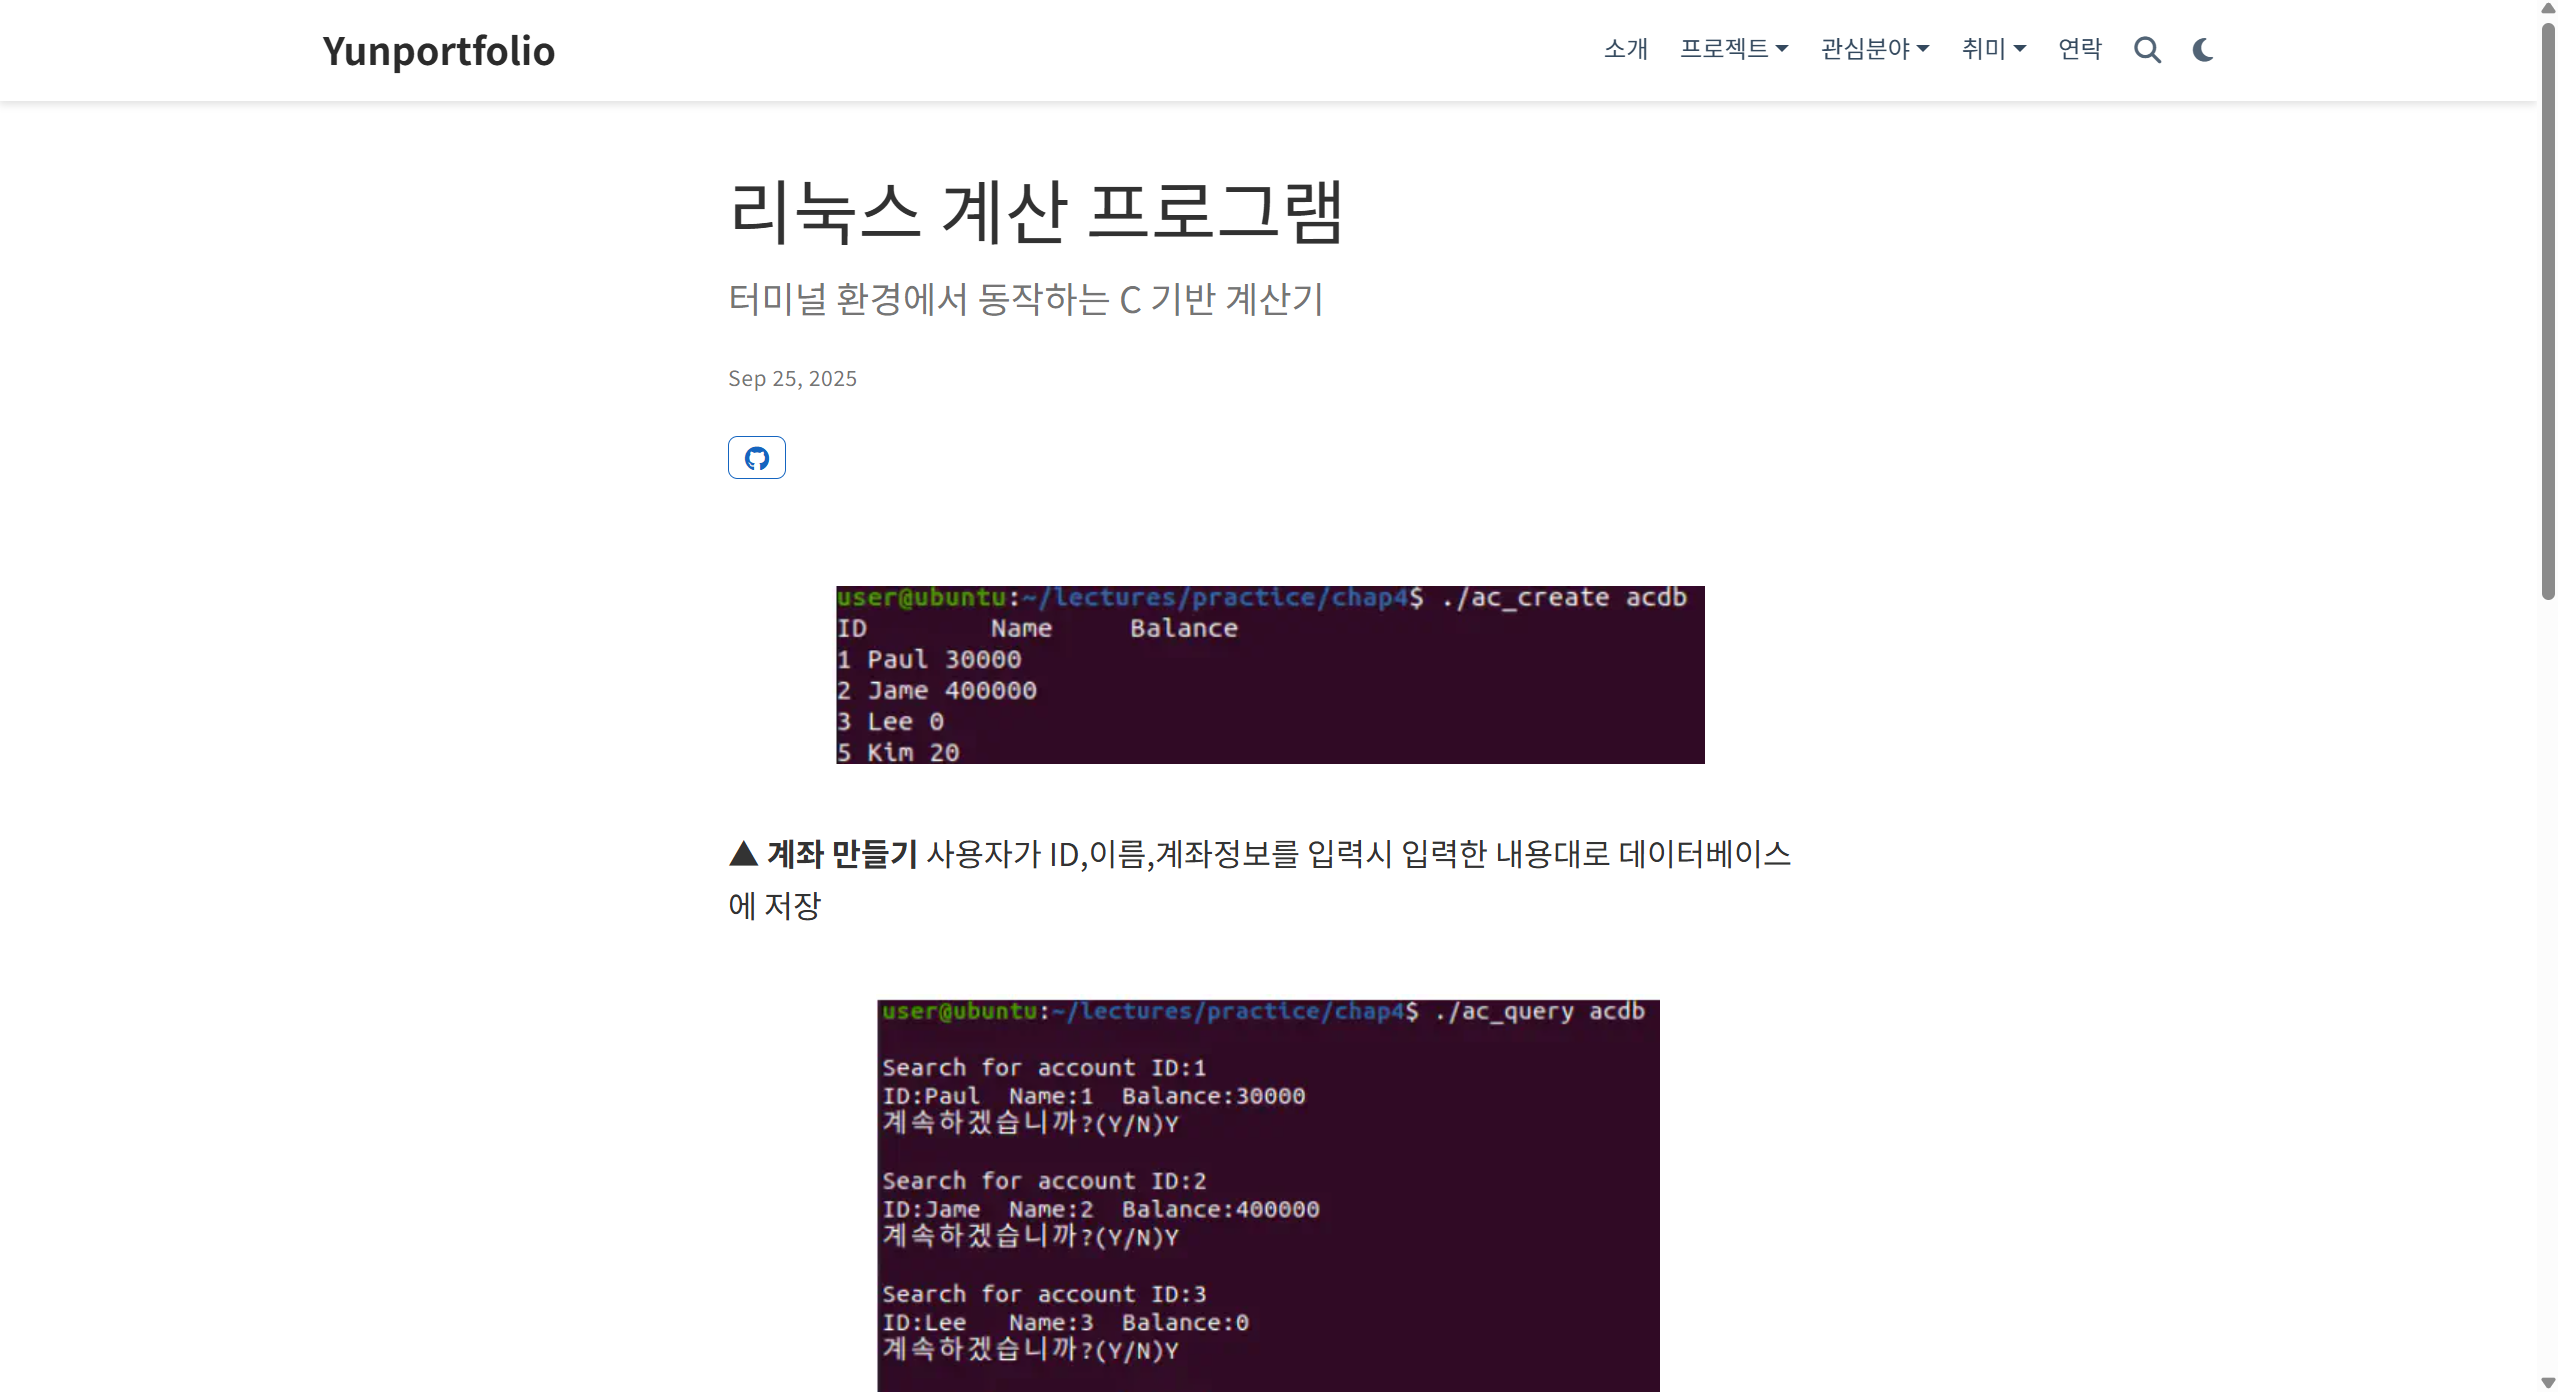 Yunportfolio
소개 프로젝트 관심분야 취미 연락
리눅스 계산 프로그램
터미널 환경에서 동작하는 C 기반 계산기
Sep 25, 2025
user@ubuntu:~/lectures/practice/chap4$ ./ac_create acdb
ID Name Balance
1 Paul 30000
2 Jame 400000
3 Lee 0
5 Kim 20
▲ 계좌 만들기 사용자가 ID,이름,계좌정보를 입력시 입력한 내용대로 데이터베이스
에 저장
user@ubuntu:~/lectures/practice/chap4$ ./ac_query acdb
Search for account ID:1
ID:Paul Name:1 Balance:30000
계속하겠습니까?(Y/N)Y
Search for account ID:2
ID:Jame Name:2 Balance:400000
계속하겠습니까?(Y/N)Y
Search for account ID:3
ID:Lee Name:3 Balance:0
계속하겠습니까?(Y/N)Y